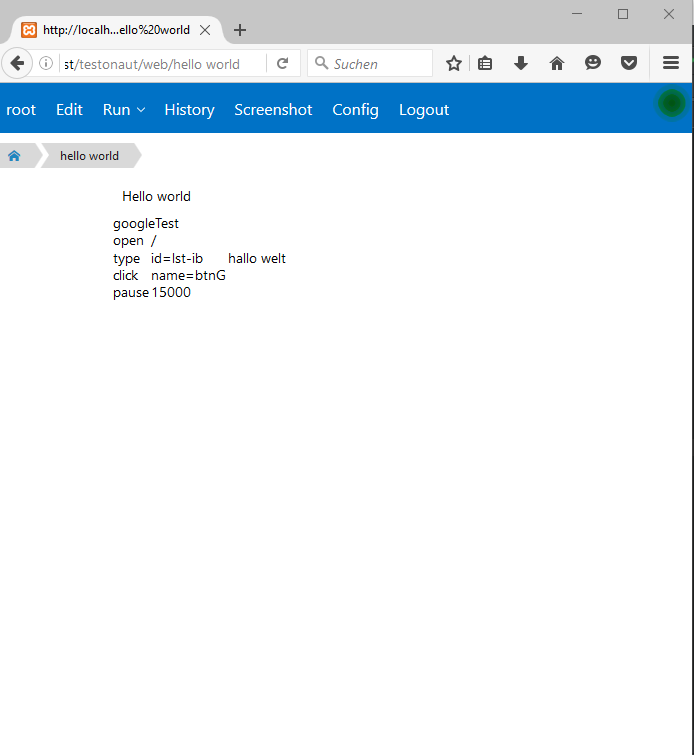 http://localh...ello%20world
st/testonaut/web/hello world
Suchen
root Edit Run History Screenshot Config Logout
hello world
Hello world
googleTest
open /
type id=lst-ib hallo welt
click name=btnG
pause 15000